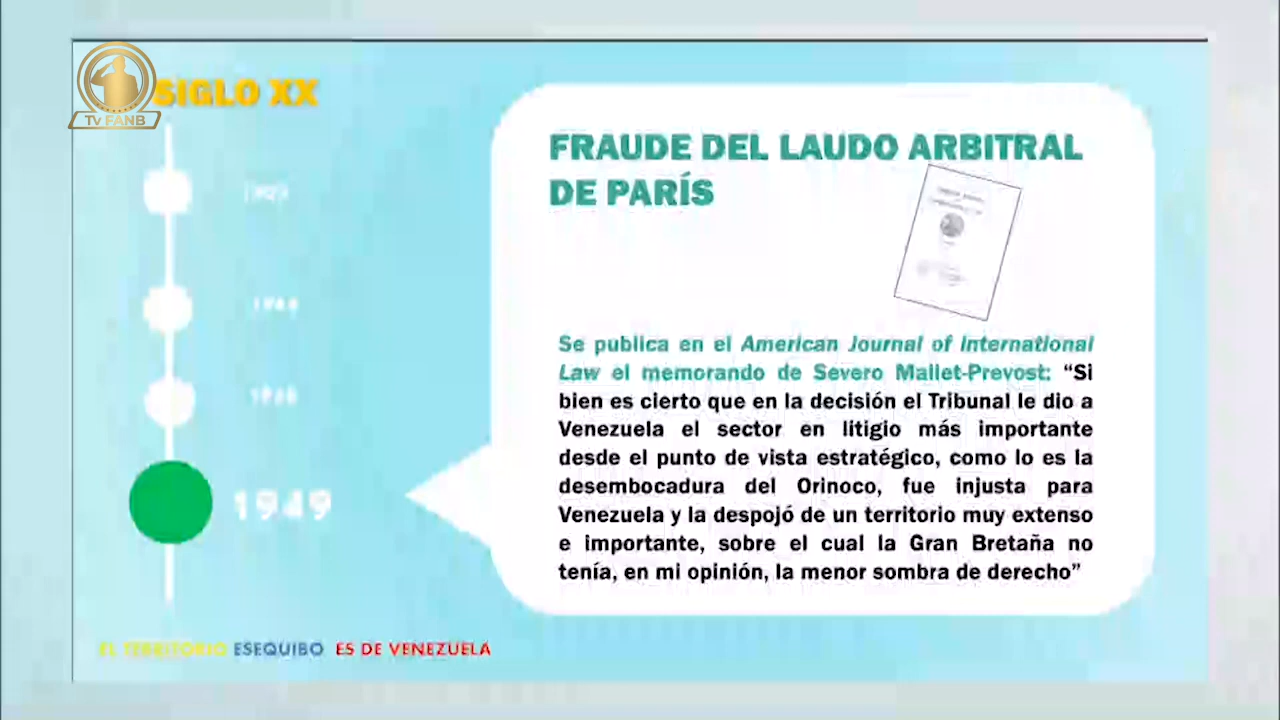 SIGLO XX
TV FANB
1949
FRAUDE DEL LAUDO ARBITRAL
DE PARÍS
Se publica en el American Journal of International
Law el memorando de Severo Mallet-Prevost: “Si
bien es cierto que en la decisión el Tribunal le dio a
Venezuela el sector en litigio más importante
desde el punto de vista estratégico, como lo es la
desembocadura del Orinoco, fue injusta para
Venezuela y la despojó de un territorio muy extenso
e importante, sobre el cual la Gran Bretaña no
tenía, en mi opinión, la menor sombra de derecho”
EL TERRITORIO ESEQUIBO ES DE VENEZUELA